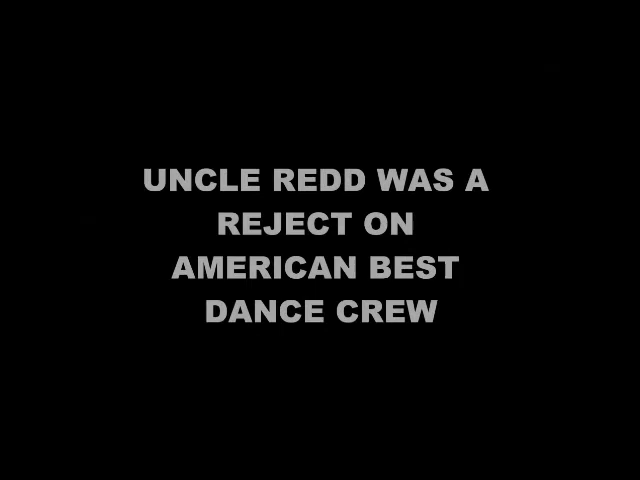 UNCLE REDD WAS A
REJECT ON
AMERICAN BEST
DANCE CREW